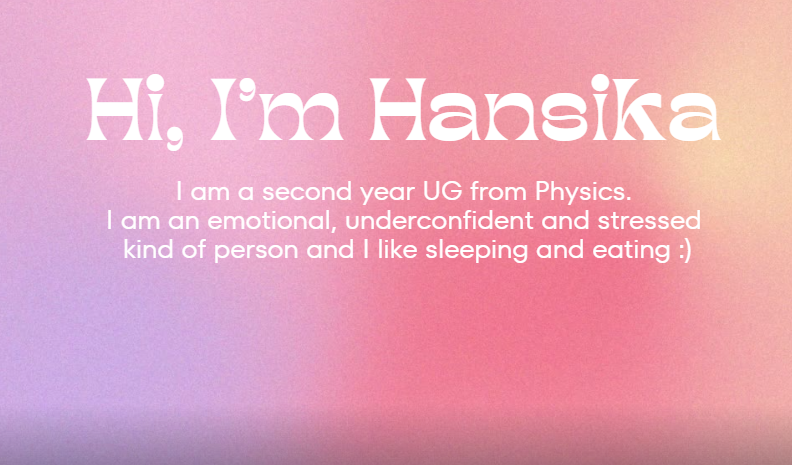 Hi, I'm Hansika
I am a second year UG from Physics.
I am an emotional, underconfident and stressed
kind of person and I like sleeping and eating :)